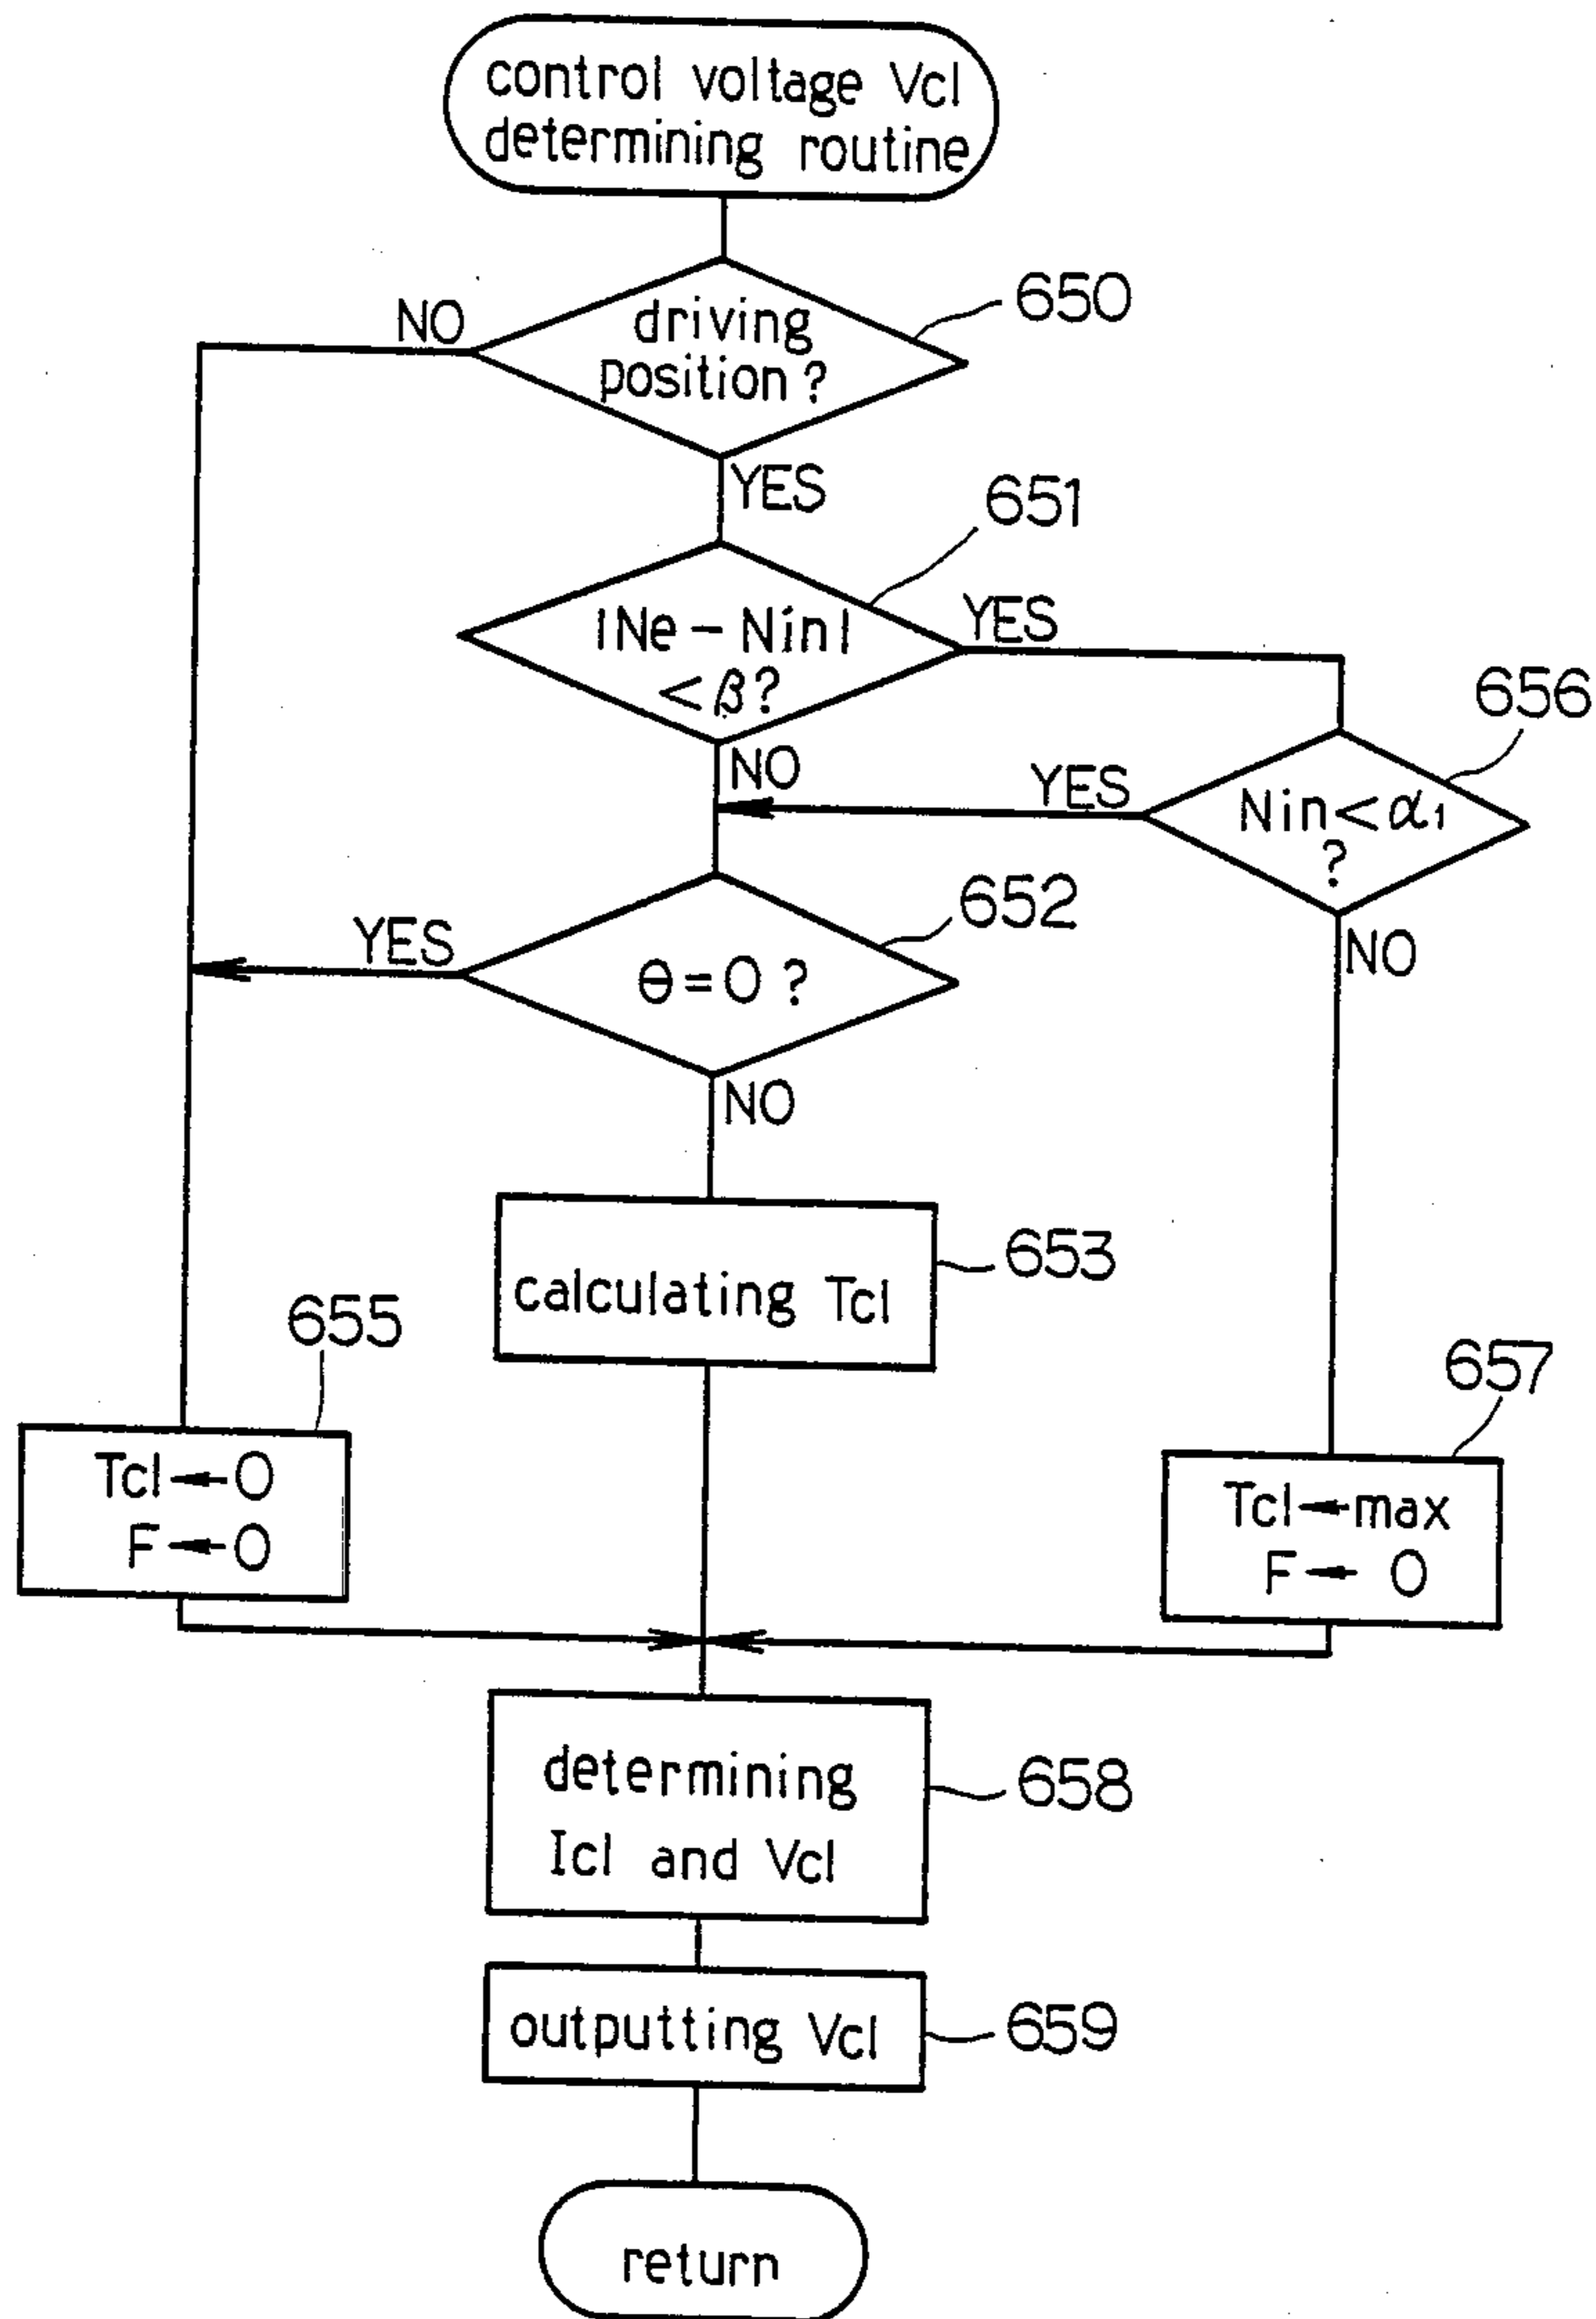 control voltage Vcl
determining routine
650
NO
driving
position ?
YES
651
|Ne - Nin|
< β?
YES
656
NO
YES
Nin < α1
?
652
YES
θ = 0 ?
NO
NO
653
calculating Tcl
655
657
Tcl ← 0
F ← 0
Tcl ← max
F ← 0
determining
Icl and Vcl
658
outputting Vcl
659
return